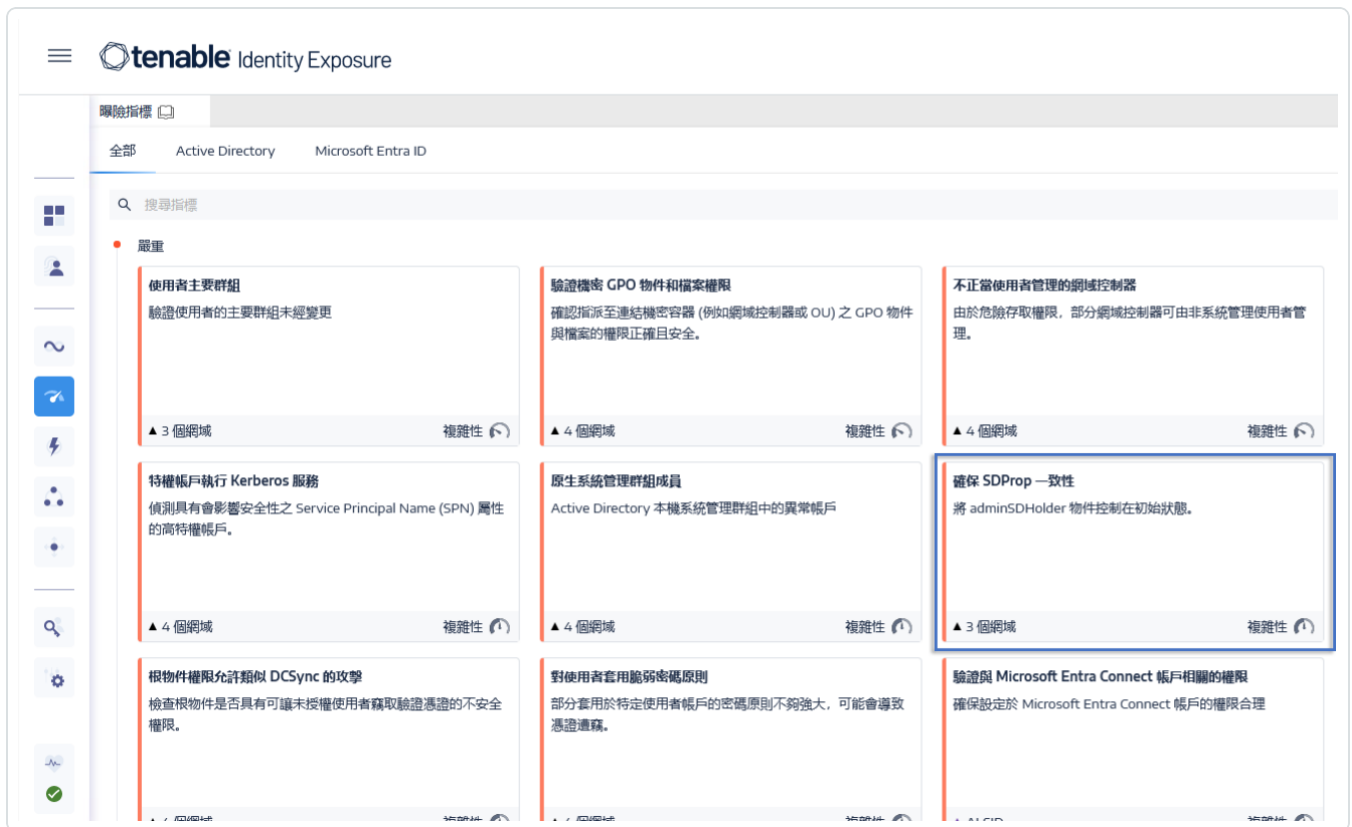 tenable Identity Exposure
曝險指標
全部 Active Directory Microsoft Entra ID
搜尋指標
嚴重
使用者主要群組
驗證使用者的主要群組未經變更
▲ 3 個網域 複雜性
驗證機密 GPO 物件和檔案權限
確認指派至連結機密容器 (例如網域控制器或 OU) 之 GPO 物件
與檔案的權限正確且安全。
▲ 4 個網域 複雜性
不正當使用者管理的網域控制器
由於危險存取權限，部分網域控制器可由非系統管理使用者管
理。
▲ 4 個網域 複雜性
特權帳戶執行 Kerberos 服務
偵測具有會影響安全性之 Service Principal Name (SPN) 屬性
的高特權帳戶。
▲ 4 個網域 複雜性
原生系統管理群組成員
Active Directory 本機系統管理群組中的異常帳戶
▲ 4 個網域 複雜性
確保 SDProp 一致性
將 adminSDHolder 物件控制在初始狀態。
▲ 3 個網域 複雜性
根物件權限允許類似 DCSync 的攻擊
檢查根物件是否具有可讓未授權使用者竊取驗證憑證的不安全
權限。
對使用者套用脆弱密碼原則
部分套用於特定使用者帳戶的密碼原則不夠強大，可能會導致
憑證遭竊。
驗證與 Microsoft Entra Connect 帳戶相關的權限
確保設定於 Microsoft Entra Connect 帳戶的權限合理